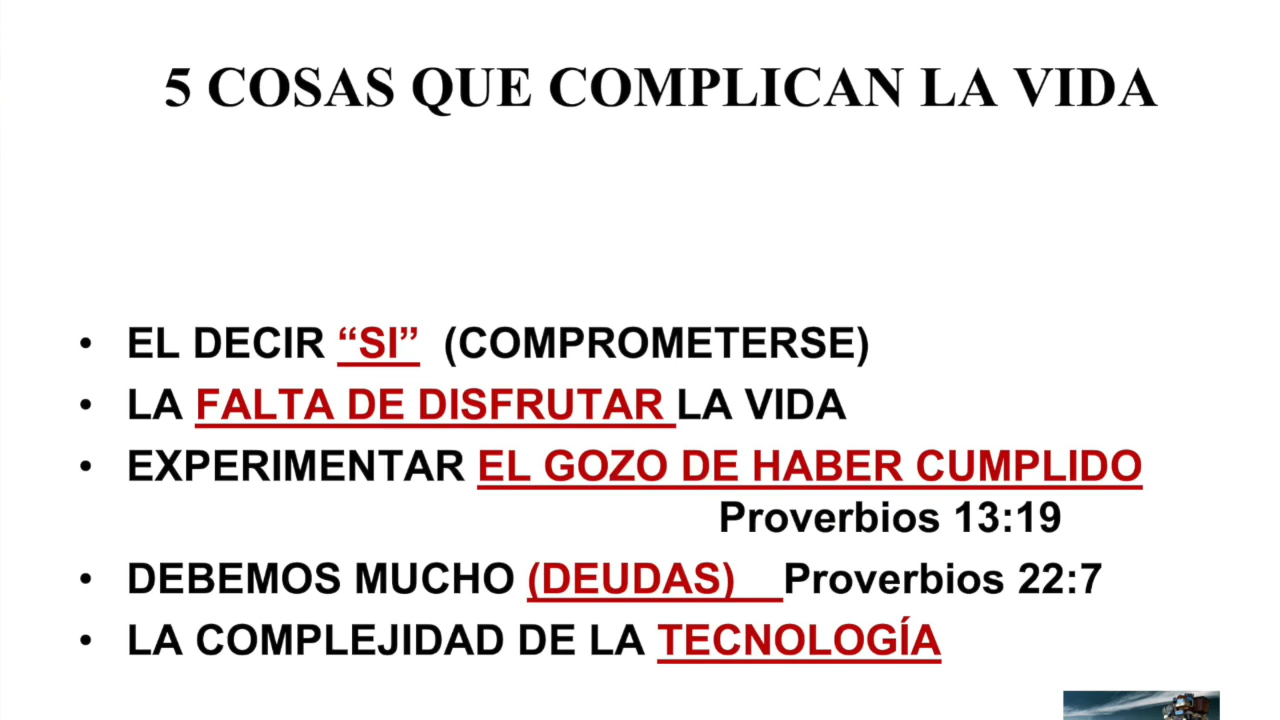 5 COSAS QUE COMPLICAN LA VIDA
• EL DECIR “SI” (COMPROMETERSE)
• LA FALTA DE DISFRUTAR LA VIDA
• EXPERIMENTAR EL GOZO DE HABER CUMPLIDO
Proverbios 13:19
• DEBEMOS MUCHO (DEUDAS) Proverbios 22:7
• LA COMPLEJIDAD DE LA TECNOLOGÍA